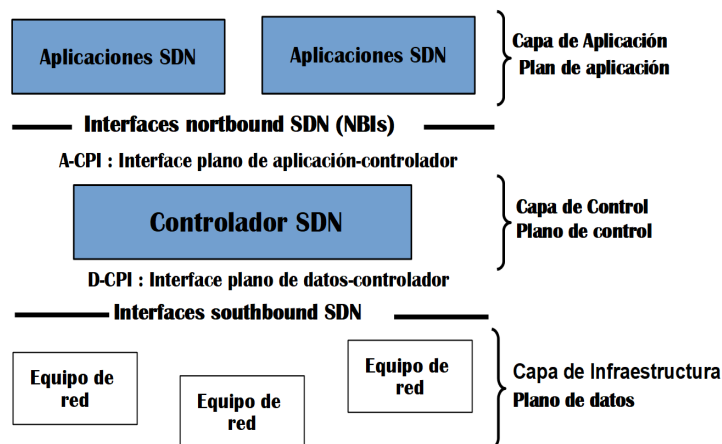 Aplicaciones SDN
Aplicaciones SDN
Capa de Aplicación
Plan de aplicación
Interfaces nortbound SDN (NBIs)
A-CPI : Interface plano de aplicación-controlador
Controlador SDN
Capa de Control
Plano de control
D-CPI : Interface plano de datos-controlador
Interfaces southbound SDN
Equipo de
red
Equipo de
red
Equipo de
red
Capa de Infraestructura
Plano de datos